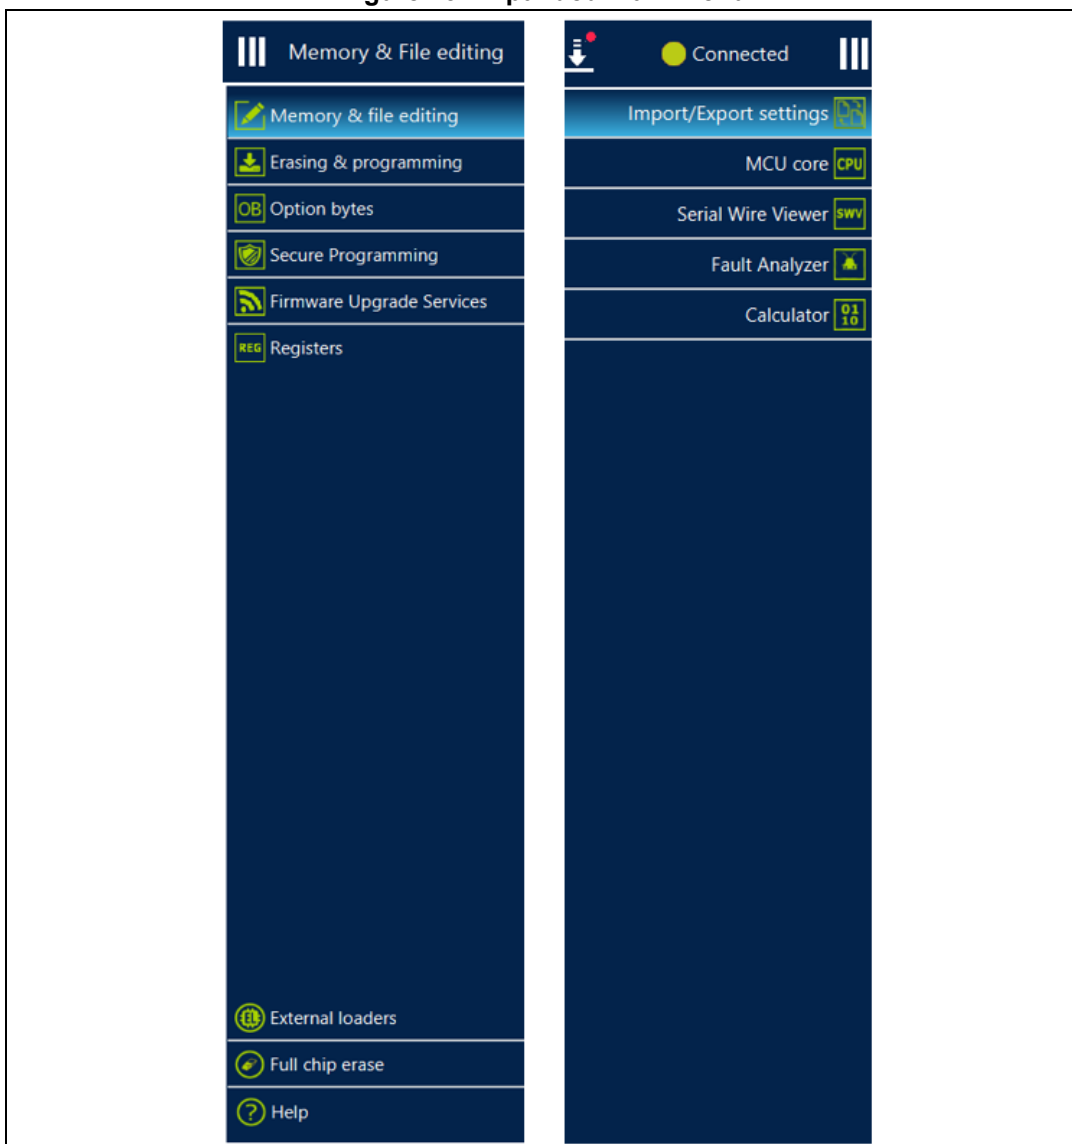 Memory & File editing
Memory & file editing
Erasing & programming
OB Option bytes
Secure Programming
Firmware Upgrade Services
REG Registers
EL External loaders
Full chip erase
? Help
Connected
Import/Export settings
MCU core CPU
Serial Wire Viewer SWV
Fault Analyzer
Calculator 01
10